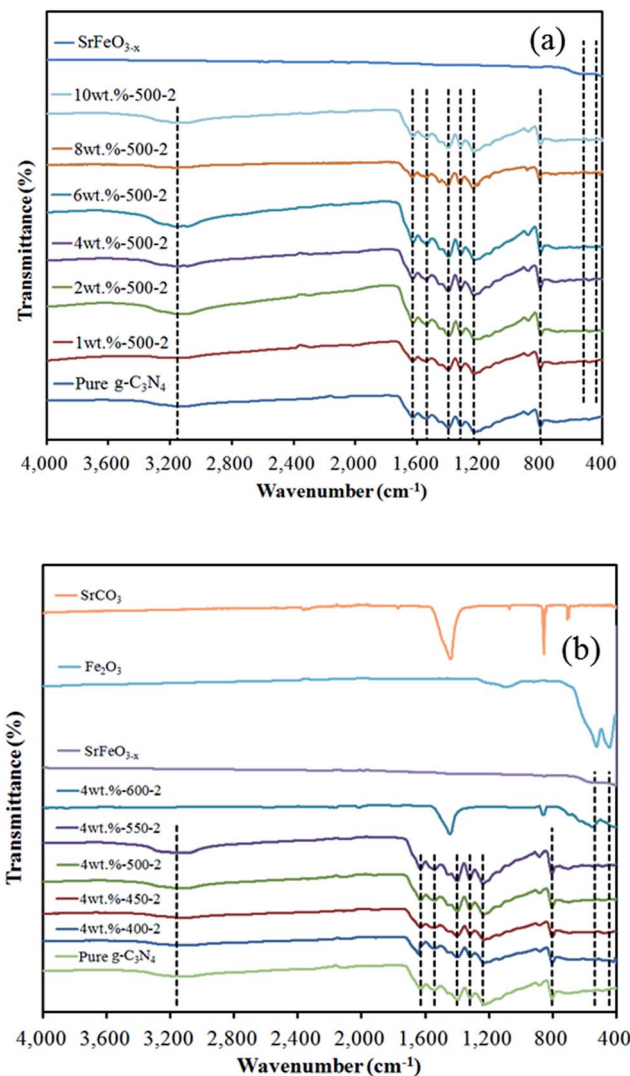 (a)
SrFeO₃₋ₓ
10wt.%-500-2
8wt.%-500-2
6wt.%-500-2
4wt.%-500-2
2wt.%-500-2
1wt.%-500-2
Pure g-C₃N₄
Transmittance (%)
4,000 3,600 3,200 2,800 2,400 2,000 1,600 1,200 800 400
Wavenumber (cm⁻¹)
(b)
SrCO₃
Fe₂O₃
SrFeO₃₋ₓ
4wt.%-600-2
4wt.%-550-2
4wt.%-500-2
4wt.%-450-2
4wt.%-400-2
Pure g-C₃N₄
Transmittance (%)
4,000 3,600 3,200 2,800 2,400 2,000 1,600 1,200 800 400
Wavenumber (cm⁻¹)